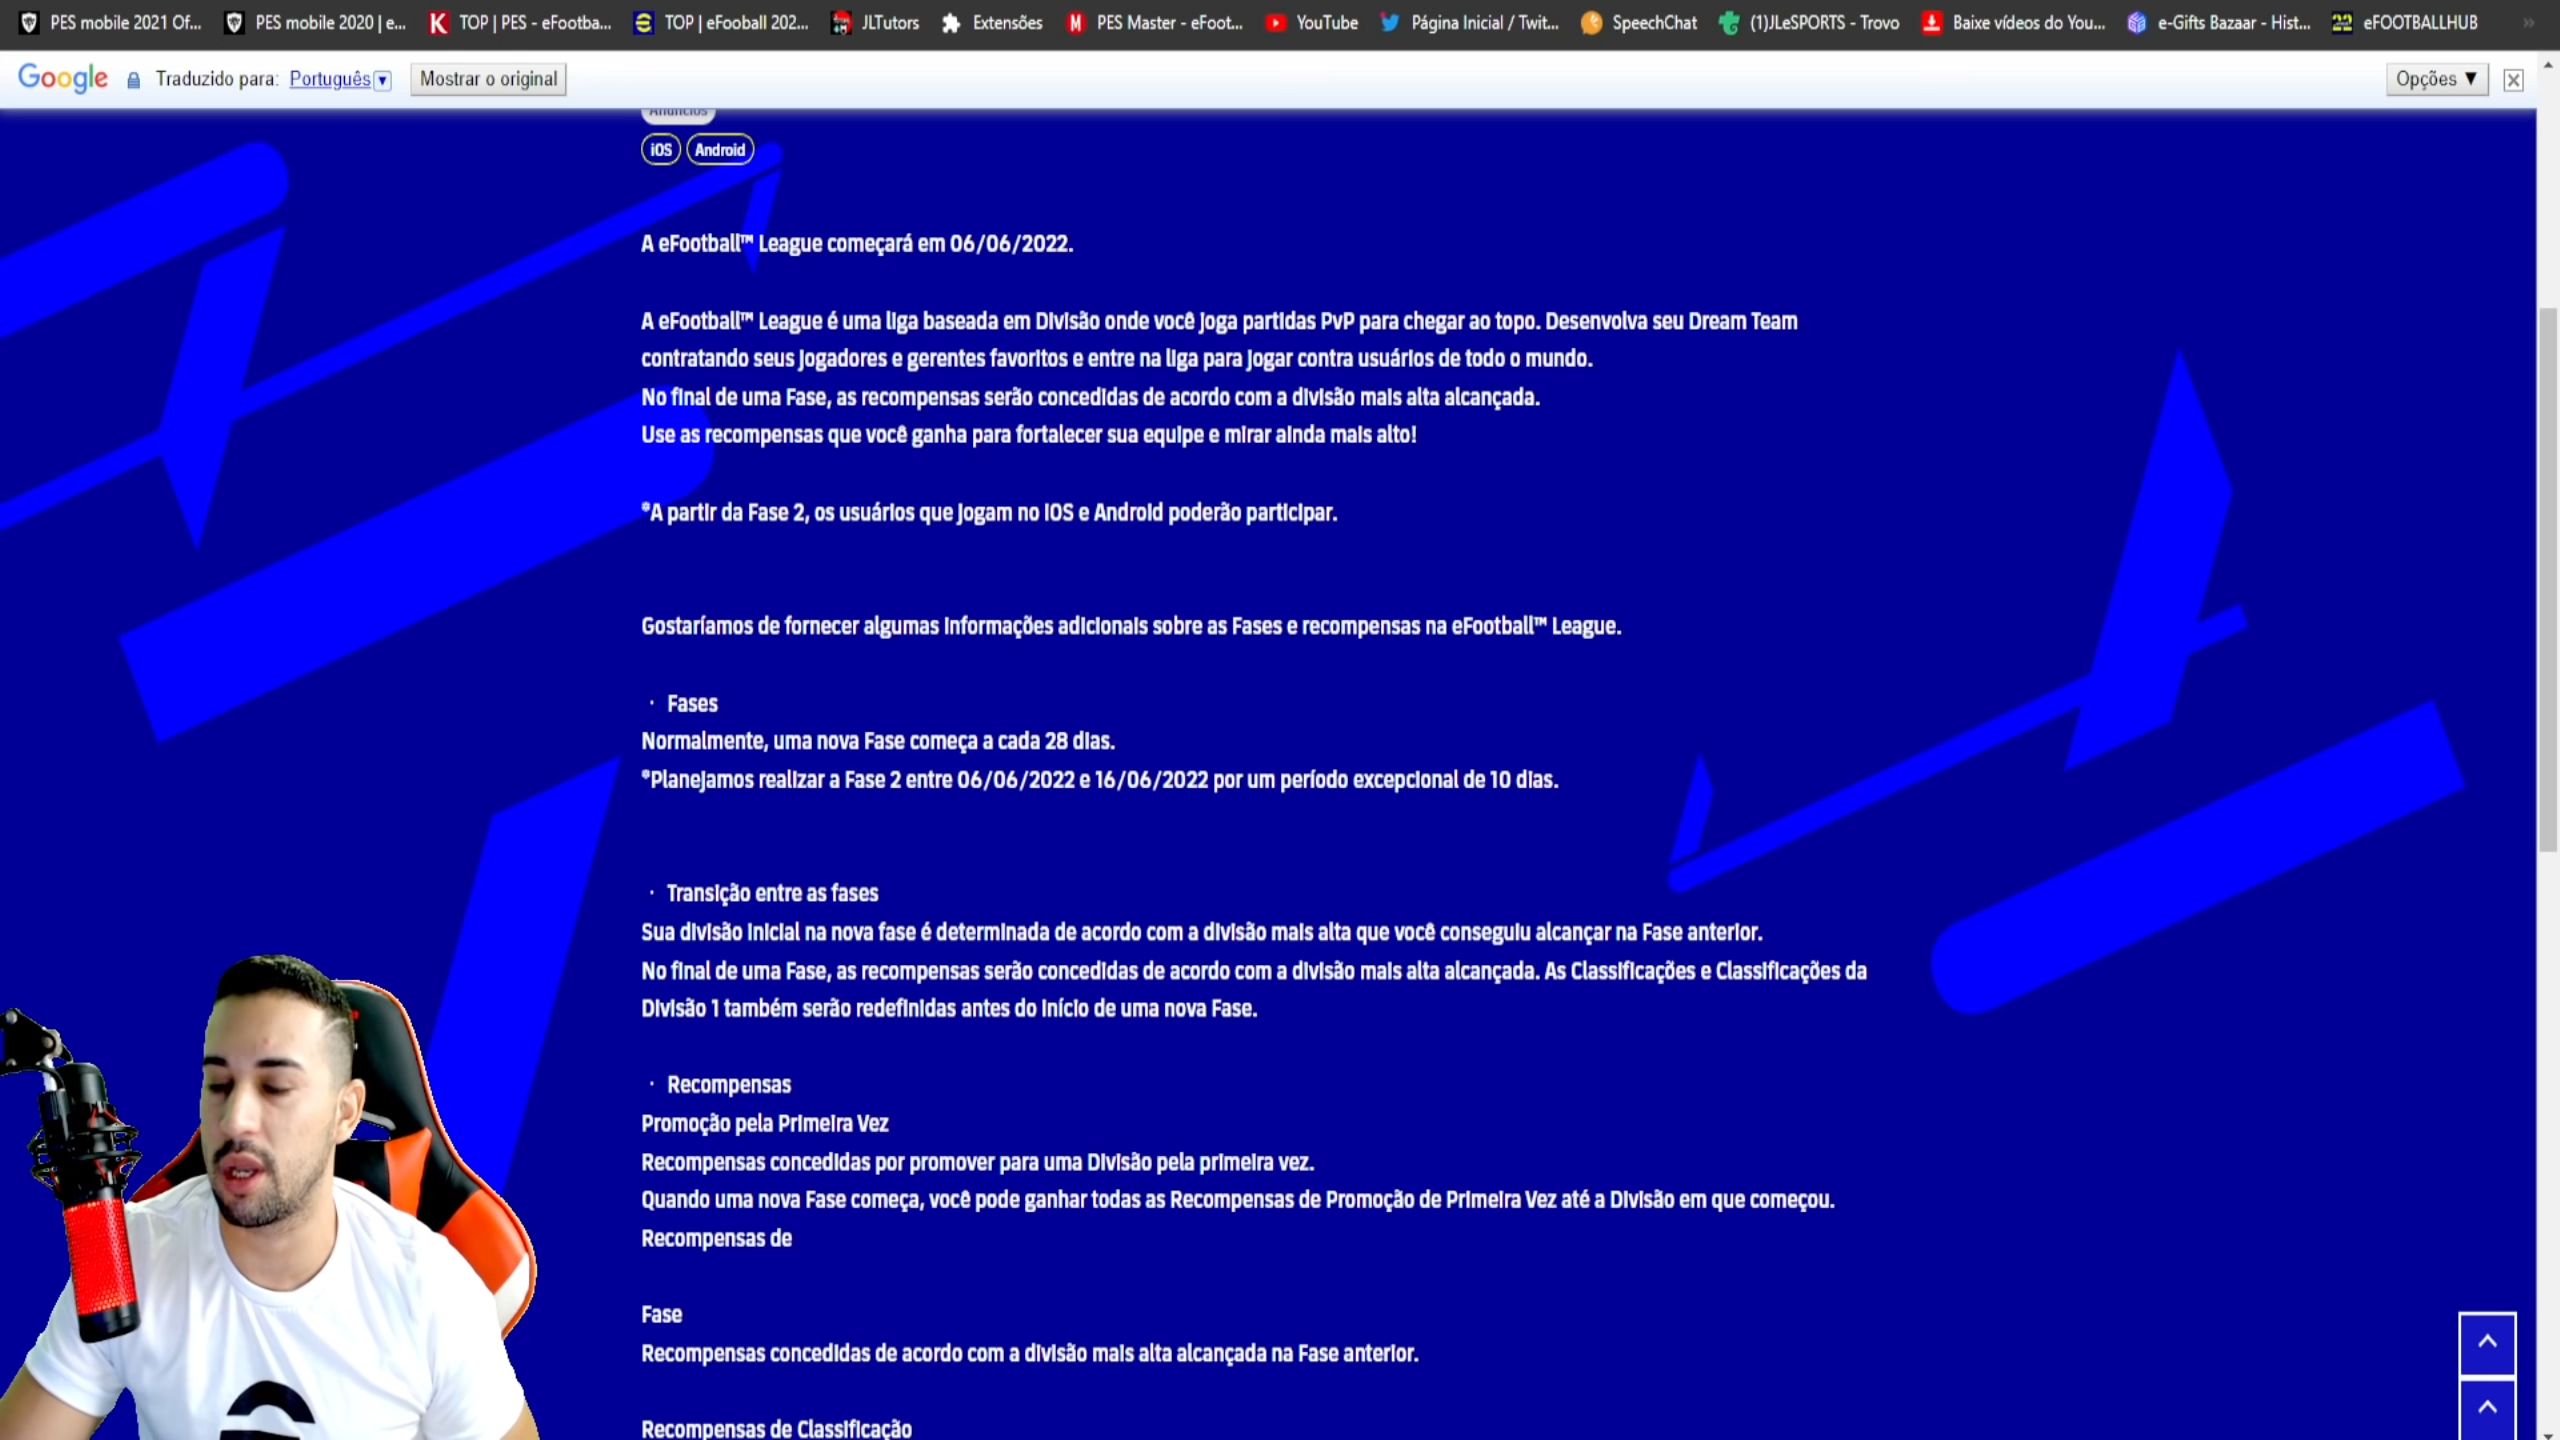 PES mobile 2021 Of... PES mobile 2020 | e... TOP | PES - eFootba... TOP | eFooball 202... JLTutors Extensões PES Master - eFoot... YouTube Página Inicial / Twit... SpeechChat (1)JLeSPORTS - Trovo Baixe vídeos do You... e-Gifts Bazaar - Hist... eFOOTBALLHUB »
Google Traduzido para: Português Mostrar o original Opções ▼
Anúncios
iOS Android
A eFootball™ League começará em 06/06/2022.
A eFootball™ League é uma liga baseada em Divisão onde você joga partidas PvP para chegar ao topo. Desenvolva seu Dream Team
contratando seus jogadores e gerentes favoritos e entre na liga para jogar contra usuários de todo o mundo.
No final de uma Fase, as recompensas serão concedidas de acordo com a divisão mais alta alcançada.
Use as recompensas que você ganha para fortalecer sua equipe e mirar ainda mais alto!
*A partir da Fase 2, os usuários que jogam no iOS e Android poderão participar.
Gostaríamos de fornecer algumas informações adicionais sobre as Fases e recompensas na eFootball™ League.
・ Fases
Normalmente, uma nova Fase começa a cada 28 dias.
*Planejamos realizar a Fase 2 entre 06/06/2022 e 16/06/2022 por um período excepcional de 10 dias.
・ Transição entre as fases
Sua divisão inicial na nova fase é determinada de acordo com a divisão mais alta que você conseguiu alcançar na Fase anterior.
No final de uma Fase, as recompensas serão concedidas de acordo com a divisão mais alta alcançada. As Classificações e Classificações da
Divisão 1 também serão redefinidas antes do início de uma nova Fase.
・ Recompensas
Promoção pela Primeira Vez
Recompensas concedidas por promover para uma Divisão pela primeira vez.
Quando uma nova Fase começa, você pode ganhar todas as Recompensas de Promoção de Primeira Vez até a Divisão em que começou.
Recompensas de
Fase
Recompensas concedidas de acordo com a divisão mais alta alcançada na Fase anterior.
Recompensas de Classificação